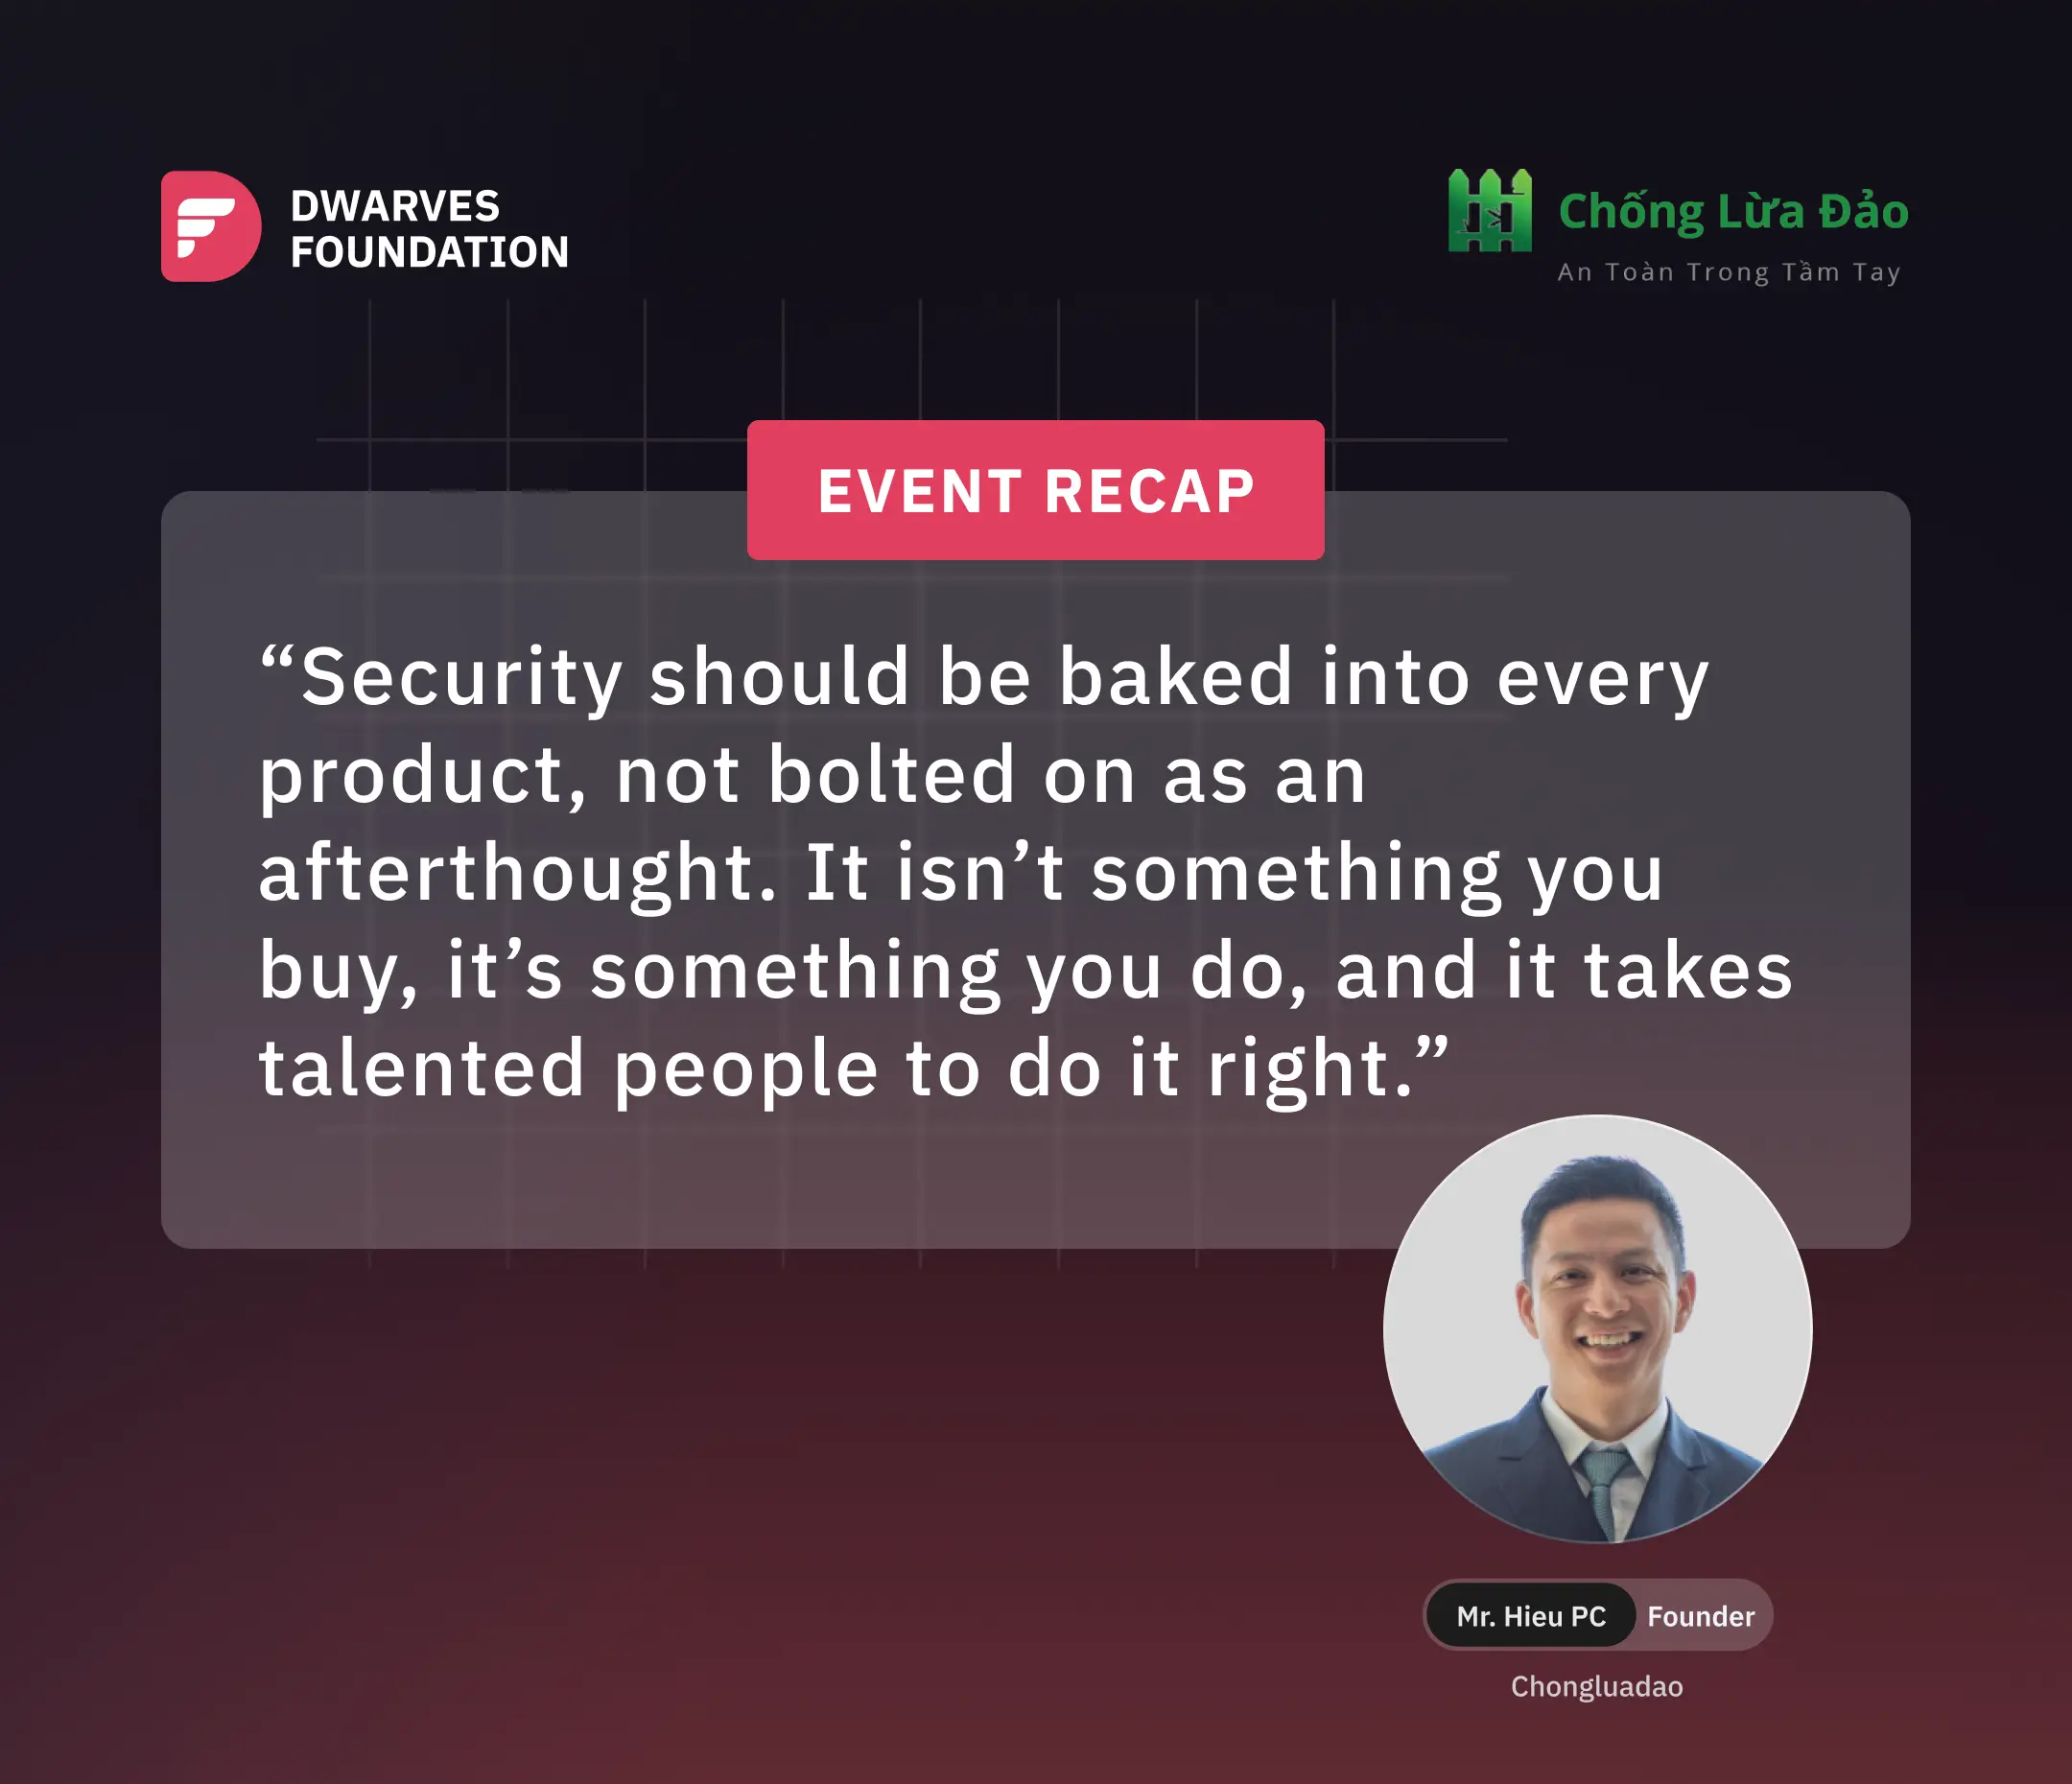 DWARVES
FOUNDATION
Chống Lừa Đảo
An Toàn Trong Tầm Tay
EVENT RECAP
“Security should be baked into every
product, not bolted on as an
afterthought. It isn’t something you
buy, it’s something you do, and it takes
talented people to do it right.”
Mr. Hieu PC Founder
Chongluadao